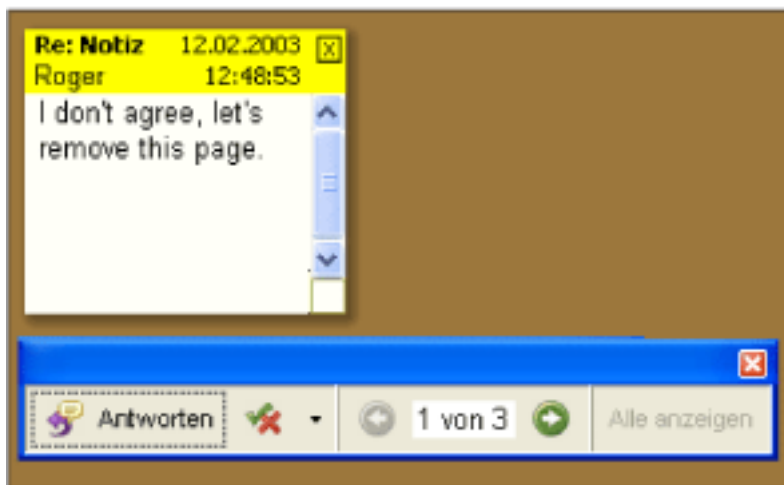 Re: Notiz 12.02.2003 X
Roger 12:48:53
I don't agree, let's
remove this page.
Antworten 1 von 3 Alle anzeigen